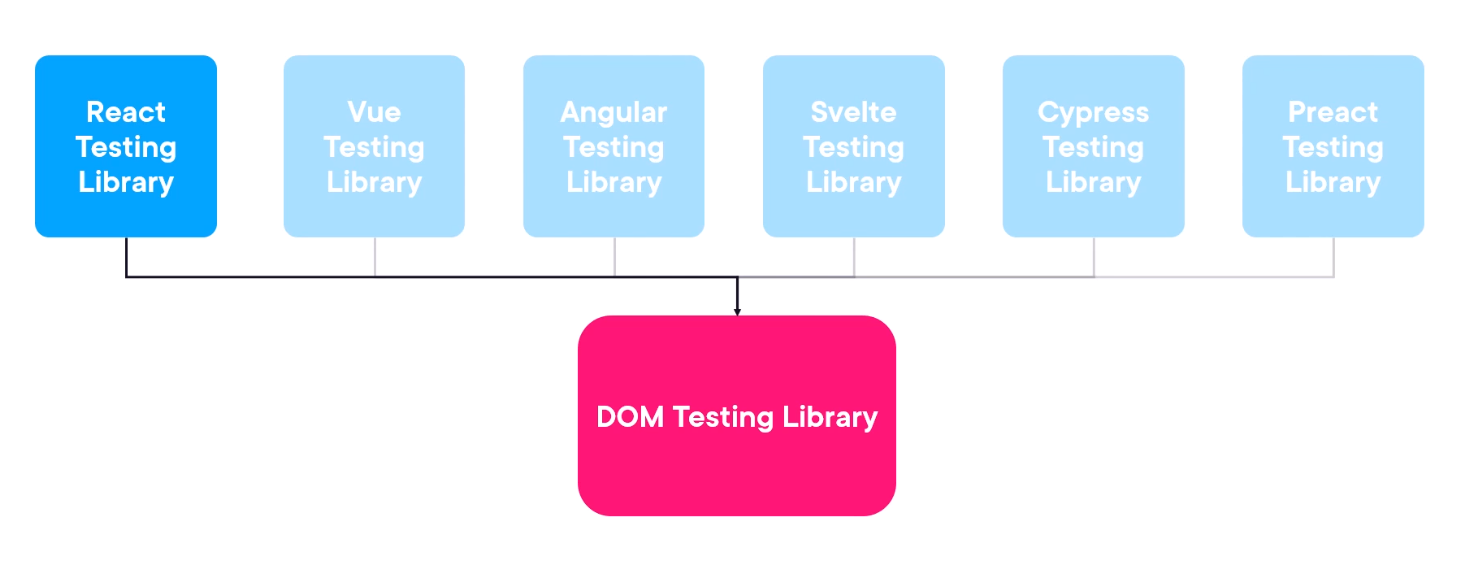 React
Testing
Library
Vue
Testing
Library
Angular
Testing
Library
Svelte
Testing
Library
Cypress
Testing
Library
Preact
Testing
Library
DOM Testing Library